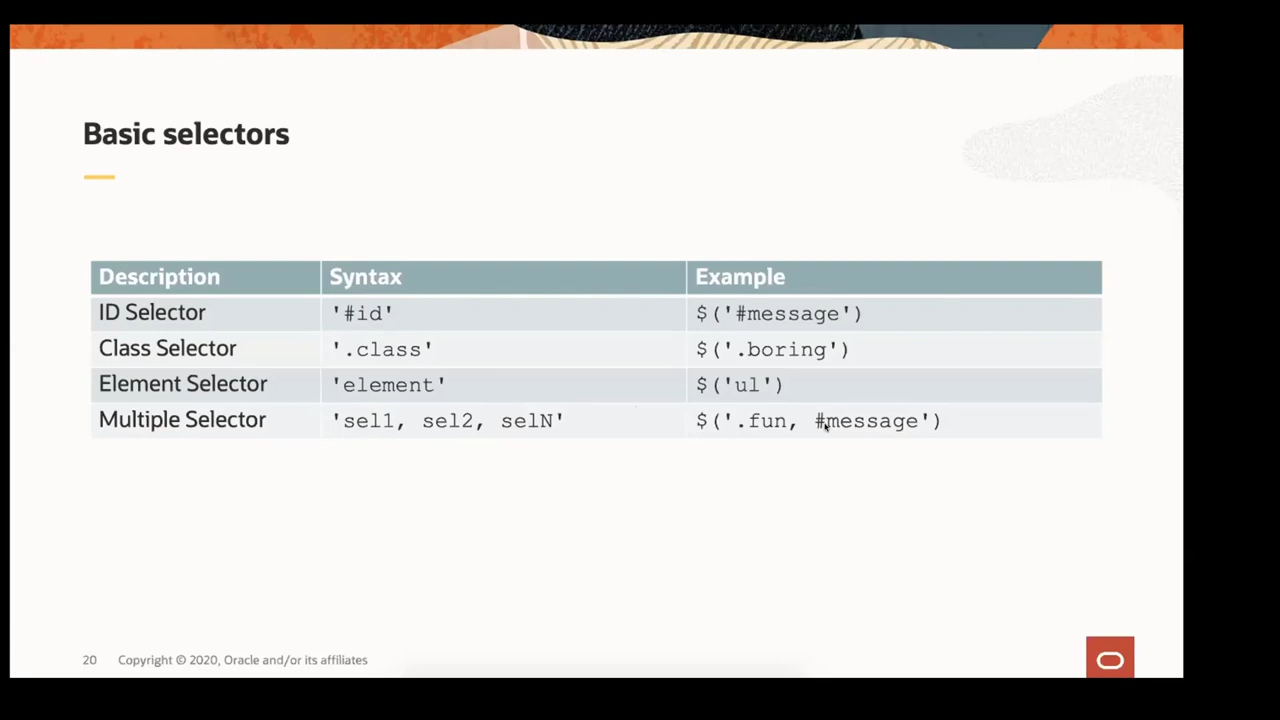 Basic selectors
Description Syntax Example
ID Selector '#id' $('#message')
Class Selector '.class' $('.boring')
Element Selector 'element' $('ul')
Multiple Selector 'sel1, sel2, selN' $('.fun, #message')
20 Copyright © 2020, Oracle and/or its affiliates